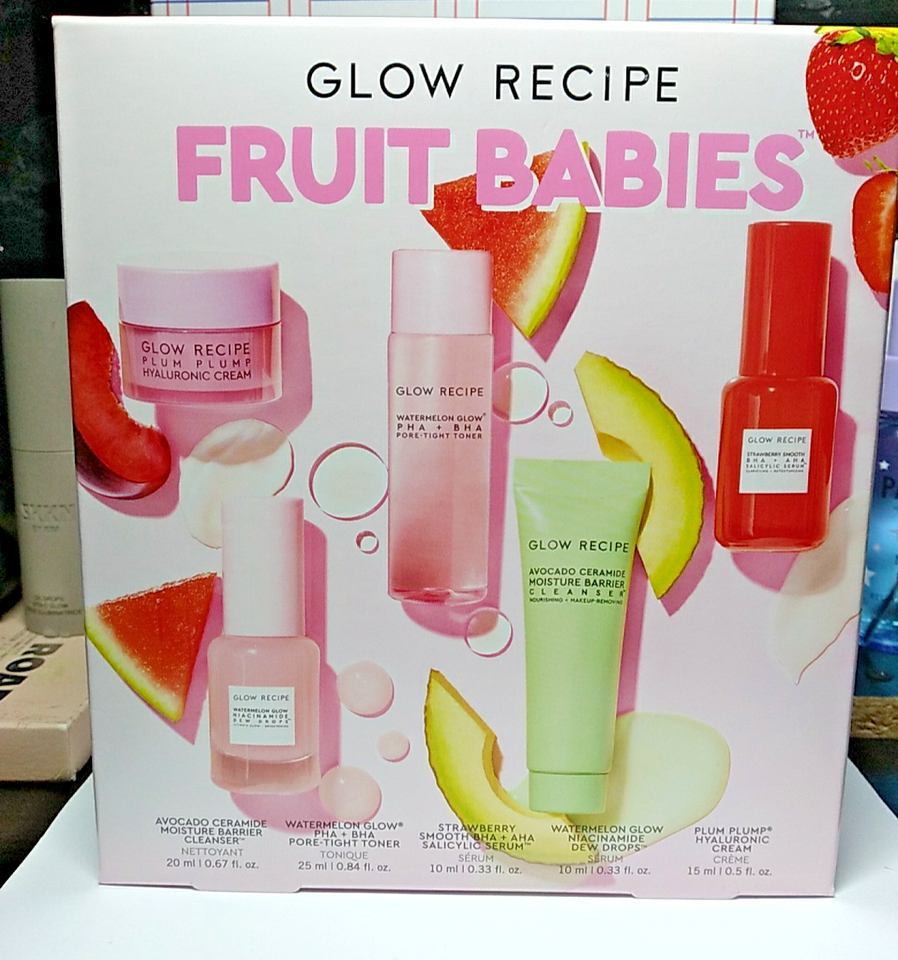 GLOW RECIPE
FRUIT BABIES™
GLOW RECIPE
PLUM PLUMP
HYALURONIC CREAM
GLOW RECIPE
WATERMELON GLOW®
PHA + BHA
PORE-TIGHT TONER
GLOW RECIPE
STRAWBERRY SMOOTH
BHA + AHA
SALICYLIC SERUM
GLOW RECIPE
AVOCADO CERAMIDE
MOISTURE BARRIER
CLEANSER
NOURISHING + MAKEUP-REMOVING
GLOW RECIPE
WATERMELON GLOW
NIACINAMIDE
DEW DROPS
AVOCADO CERAMIDE
MOISTURE BARRIER
CLEANSER™
NETTOYANT
20 ml | 0.67 fl. oz.
WATERMELON GLOW®
PHA + BHA
PORE-TIGHT TONER
TONIQUE
25 ml | 0.84 fl. oz.
STRAWBERRY
SMOOTH BHA + AHA
SALICYLIC SERUM™
SÉRUM
10 ml | 0.33 fl. oz.
WATERMELON GLOW
NIACINAMIDE
DEW DROPS™
SÉRUM
10 ml | 0.33 fl. oz.
PLUM PLUMP®
HYALURONIC
CREAM
CRÈME
15 ml | 0.5 fl. oz.